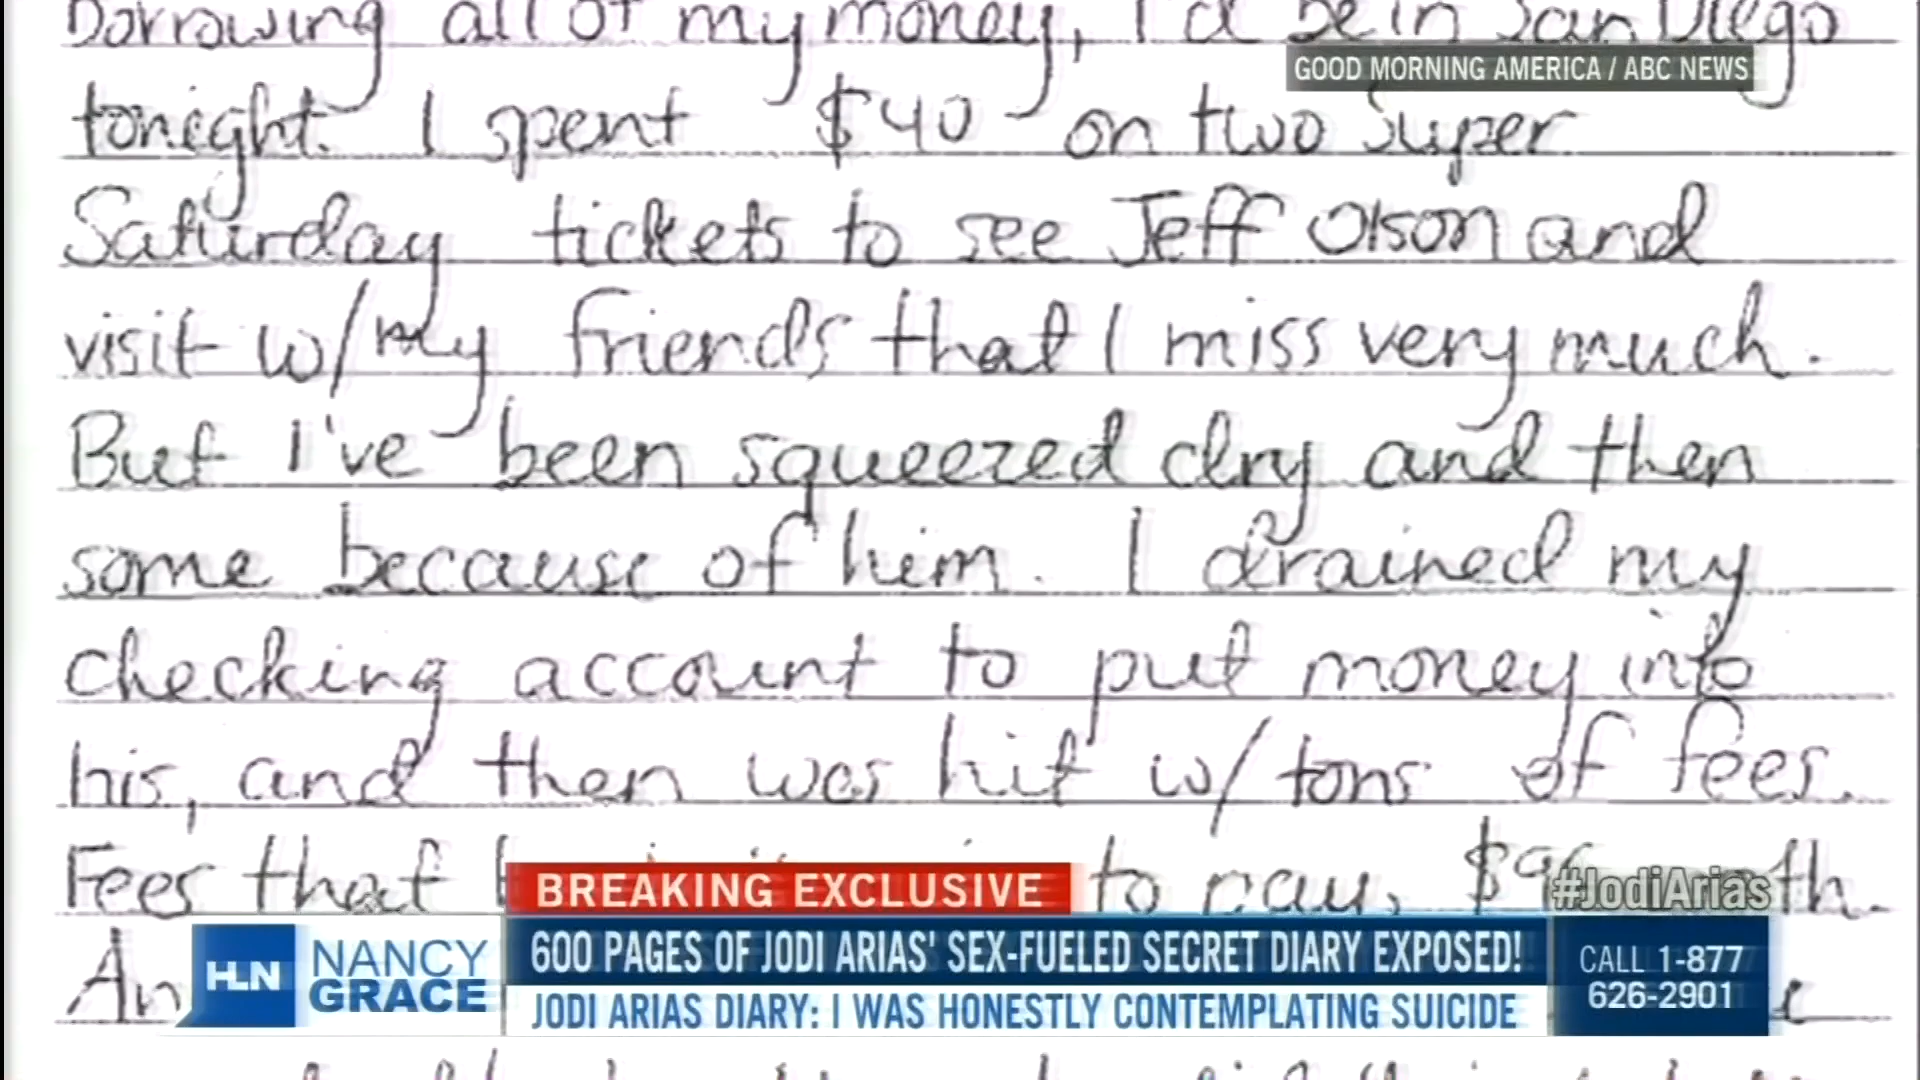 borrowing all of my money, I'd be in San Diego
GOOD MORNING AMERICA / ABC NEWS
tonight. I spent $40 on two Super
Saturday tickets to see Jeff Olson and
visit w/my friends that I miss very much.
But I've been squeezed dry and then
some because of him. I drained my
checking account to put money into
his, and then was hit w/tons of fees.
Fees that to pay.
#JodiArias
BREAKING EXCLUSIVE
HLN NANCY GRACE
600 PAGES OF JODI ARIAS' SEX-FUELED SECRET DIARY EXPOSED!
JODI ARIAS DIARY: I WAS HONESTLY CONTEMPLATING SUICIDE
CALL 1-877
626-2901